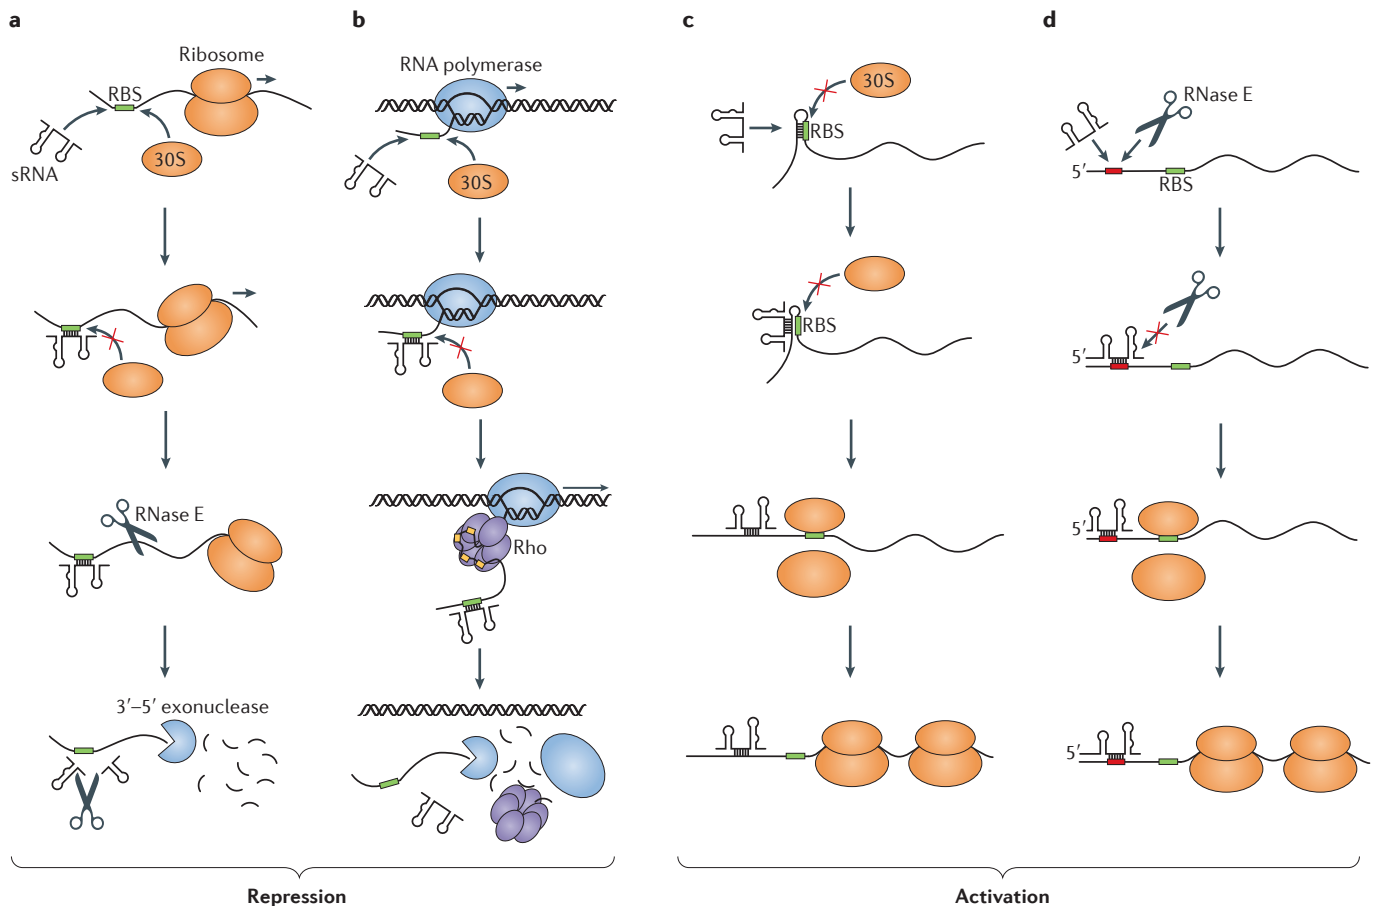 a
b
c
d
Ribosome
RBS
sRNA
30S
RNase E
3′–5′ exonuclease
RNA polymerase
30S
Rho
30S
RBS
RBS
RNase E
5′
RBS
5′
5′
5′
Repression
Activation